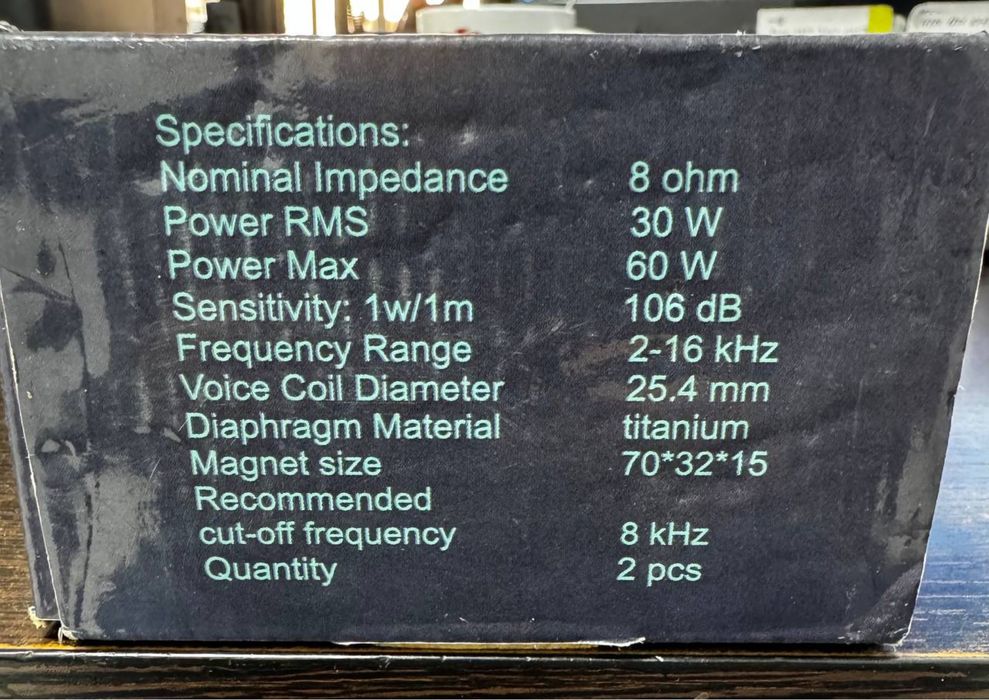 Specifications:
Nominal Impedance 8 ohm
Power RMS 30 W
Power Max 60 W
Sensitivity: 1w/1m 106 dB
Frequency Range 2-16 kHz
Voice Coil Diameter 25.4 mm
Diaphragm Material titanium
Magnet size 70*32*15
Recommended
cut-off frequency 8 kHz
Quantity 2 pcs